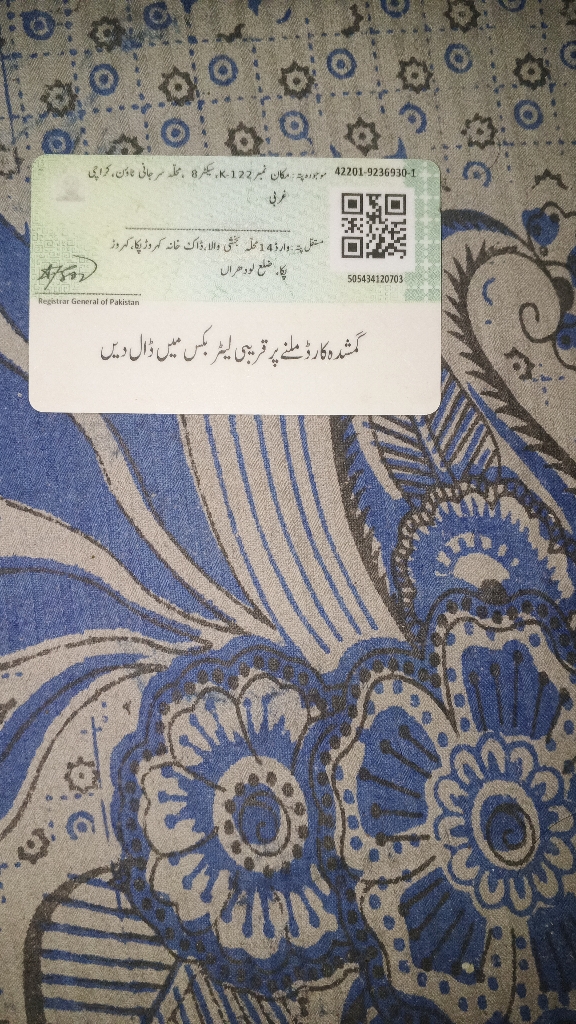 موجودہ پتہ: مکان نمبر K-122، سیکٹر 8، محلہ سرجانی ٹاؤن، کراچی
غربی
42201-9236930-1
مستقل پتہ: وارڈ 14 محلہ بخشی والا، ڈاک خانہ کہروڑ پکا، کہروڑ
پکا، ضلع لودھراں
505434120703
Registrar General of Pakistan
گمشدہ کارڈ ملنے پر قریبی لیٹر بکس میں ڈال دیں